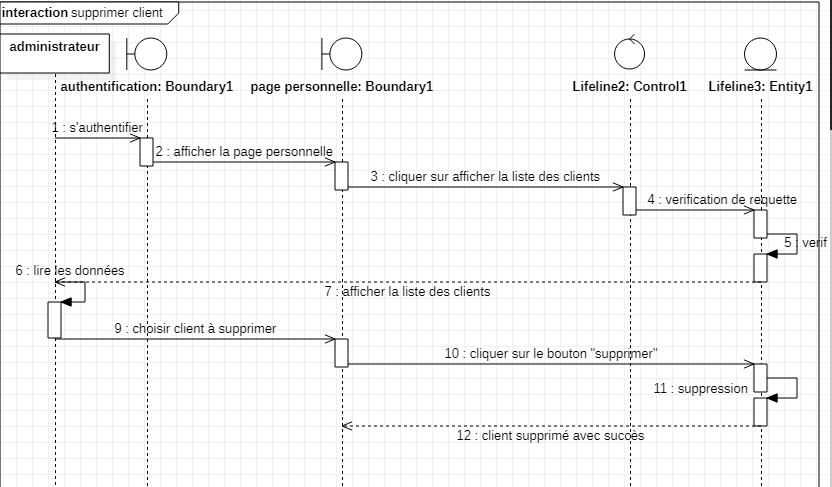 interaction supprimer client
administrateur
authentification: Boundary1
page personnelle: Boundary1
Lifeline2: Control1
Lifeline3: Entity1
1 : s'authentifier
2 : afficher la page personnelle
3 : cliquer sur afficher la liste des clients
4 : verification de requette
5 : verif
6 : lire les données
7 : afficher la liste des clients
9 : choisir client à supprimer
10 : cliquer sur le bouton "supprimer"
11 : suppression
12 : client supprimé avec succès